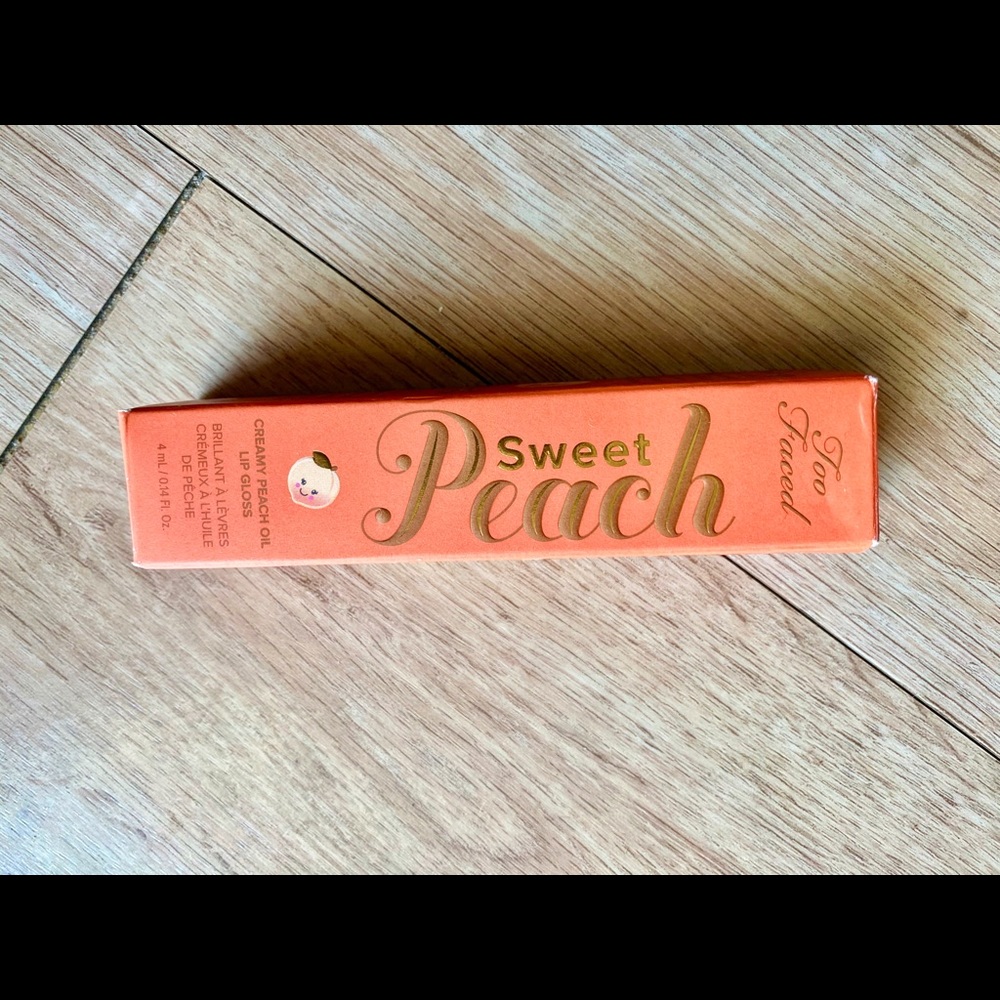 Too
Faced
Sweet
Peach
CREAMY PEACH OIL
LIP GLOSS
BRILLANT À LÈVRES
CRÉMEUX À L'HUILE
DE PÊCHE
4 mL / 0.14 Fl. Oz.